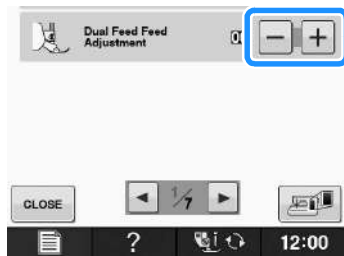 Dual Feed Feed
Adjustment
− +
CLOSE
1/7
?
12:00